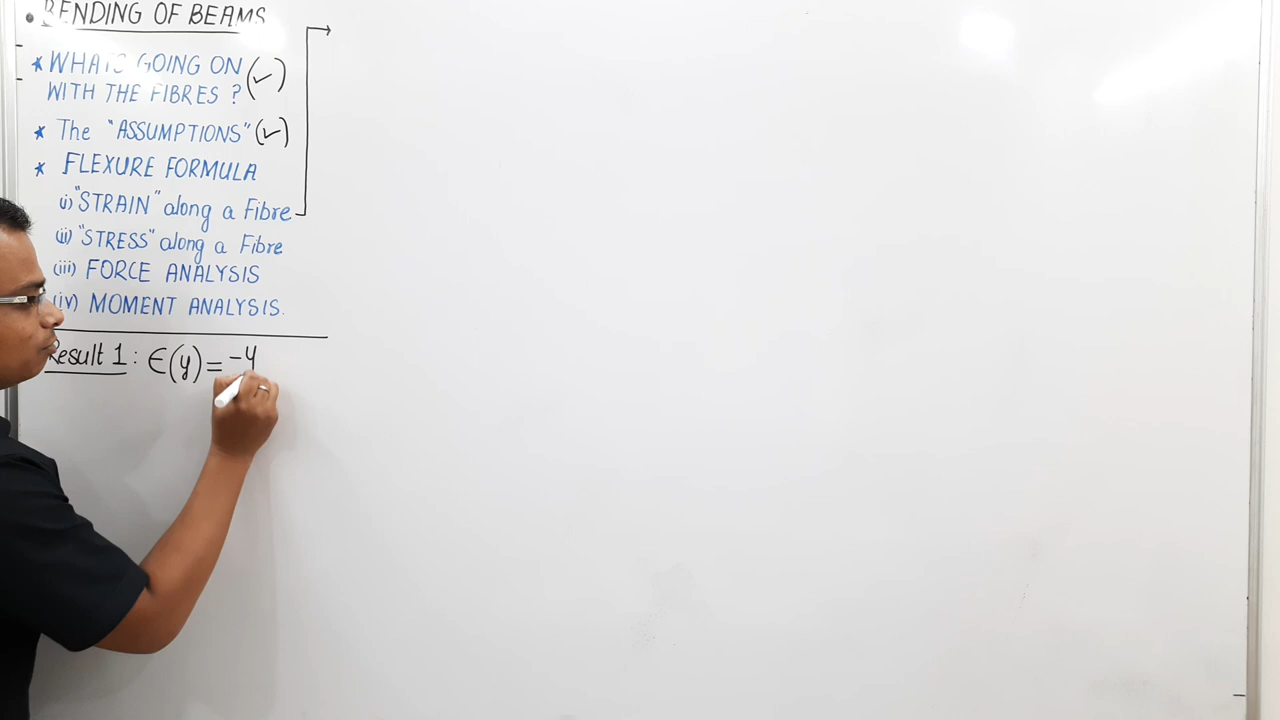 • BENDING OF BEAMS
* WHATS GOING ON (✓)
WITH THE FIBRES ?
* The "ASSUMPTIONS" (✓)
* FLEXURE FORMULA
(i) "STRAIN" along a Fibre
(ii) "STRESS" along a Fibre
(iii) FORCE ANALYSIS
(iv) MOMENT ANALYSIS.
Result 1 : ∈(y) = -y